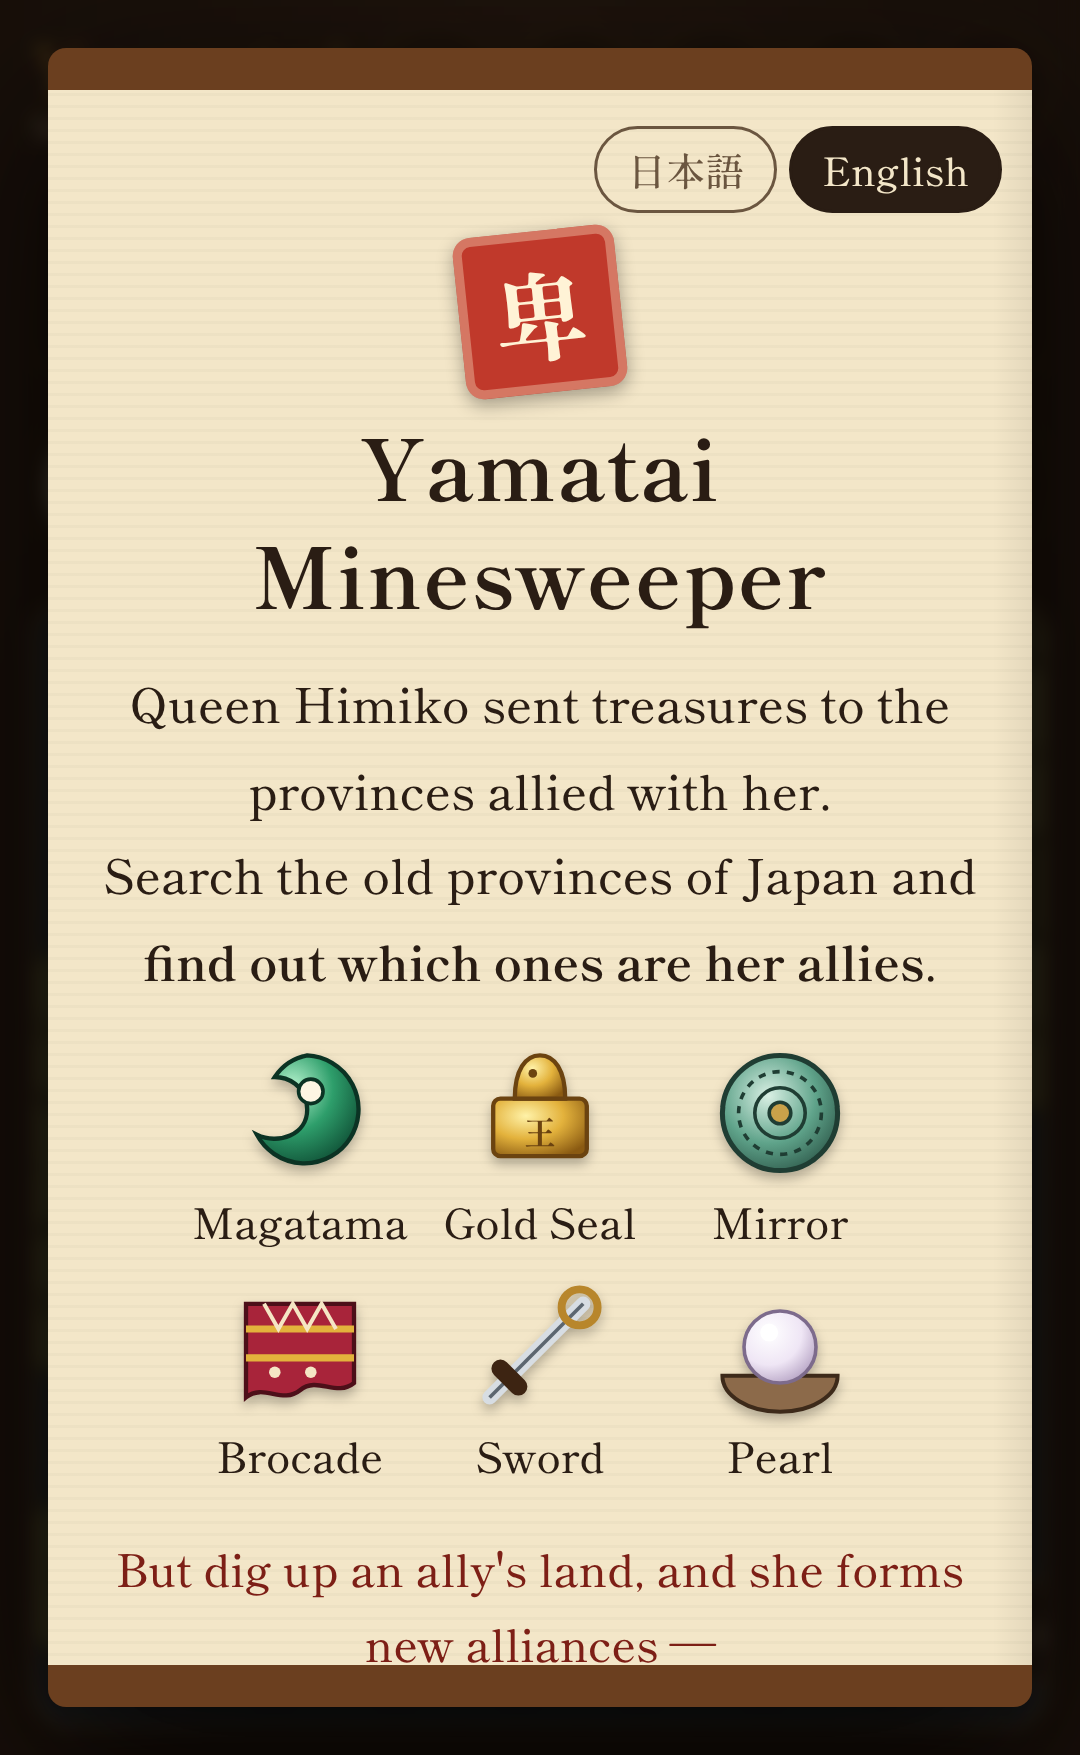 日本語 English
卑
Yamatai
Minesweeper
Queen Himiko sent treasures to the
provinces allied with her.
Search the old provinces of Japan and
find out which ones are her allies.
王
Magatama Gold Seal Mirror
Brocade Sword Pearl
But dig up an ally's land, and she forms
new alliances —